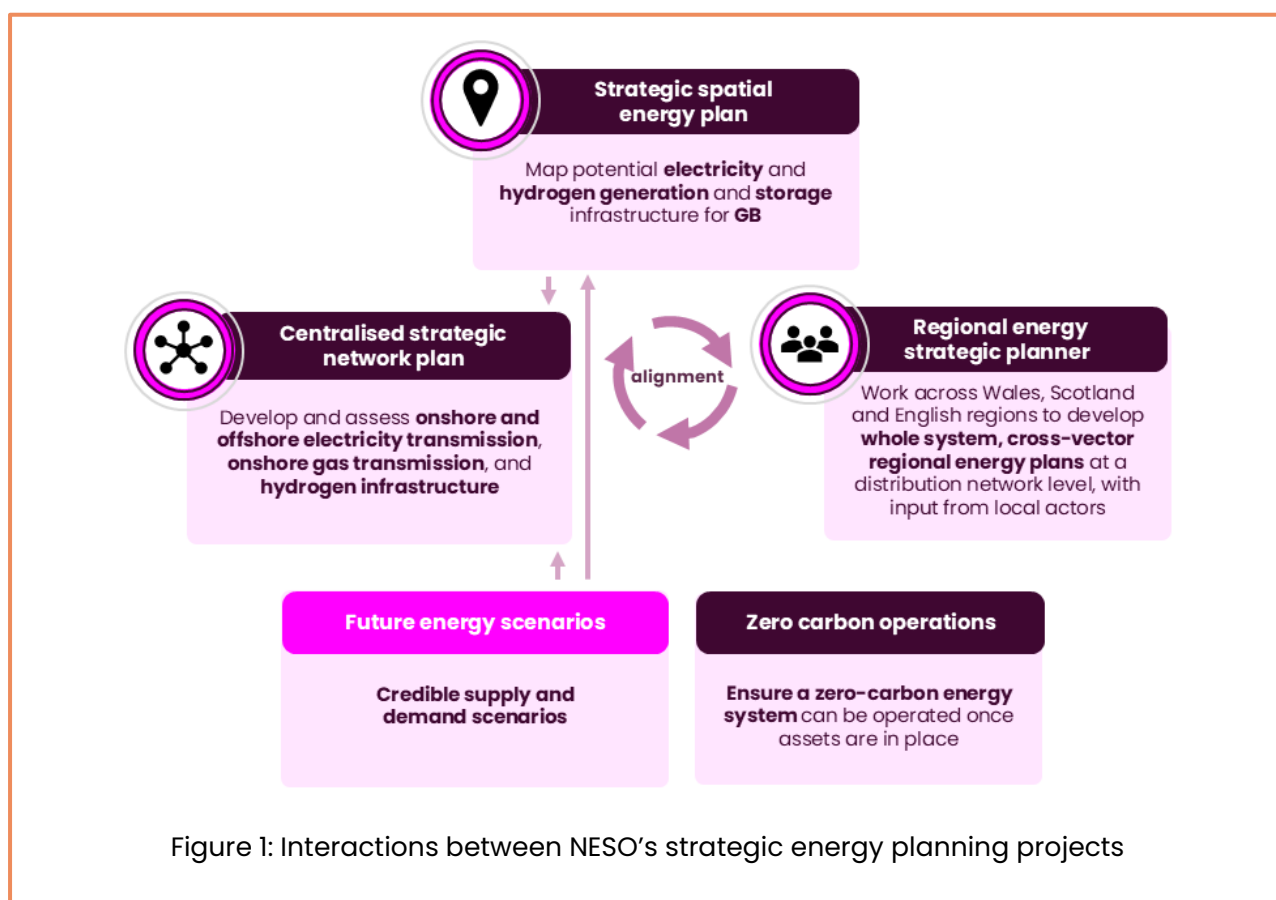 Strategic spatial
energy plan
Map potential electricity and
hydrogen generation and storage
infrastructure for GB
Centralised strategic
network plan
Develop and assess onshore and
offshore electricity transmission,
onshore gas transmission, and
hydrogen infrastructure
alignment
Regional energy
strategic planner
Work across Wales, Scotland
and English regions to develop
whole system, cross-vector
regional energy plans at a
distribution network level, with
input from local actors
Future energy scenarios
Credible supply and
demand scenarios
Zero carbon operations
Ensure a zero-carbon energy
system can be operated once
assets are in place
Figure 1: Interactions between NESO's strategic energy planning projects